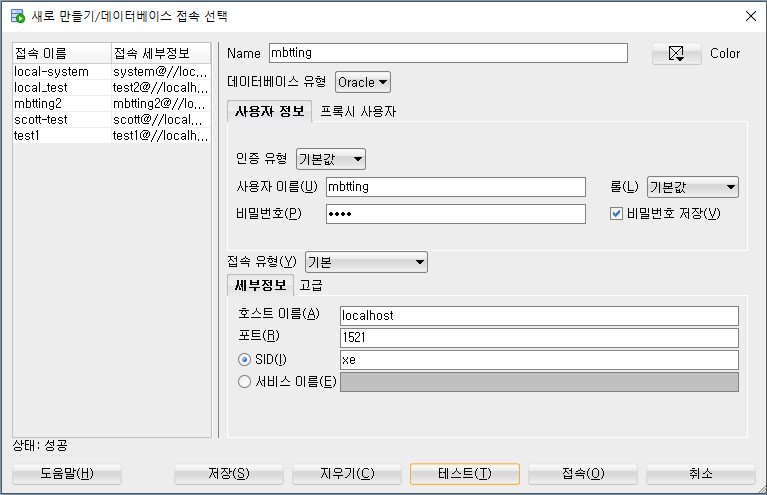 새로 만들기/데이터베이스 접속 선택
접속 이름 접속 세부정보
local-system system@//loc...
local_test test2@//localh...
mbtting2 mbtting2@//lo...
scott-test scott@//local...
test1 test1@//localh...
상태: 성공
Name mbtting Color
데이터베이스 유형 Oracle
사용자 정보 프록시 사용자
인증 유형 기본값
사용자 이름(U) mbtting 롤(L) 기본값
비밀번호(P) •••• 비밀번호 저장(V)
접속 유형(Y) 기본
세부정보 고급
호스트 이름(A) localhost
포트(R) 1521
SID(I) xe
서비스 이름(E)
도움말(H) 저장(S) 지우기(C) 테스트(T) 접속(O) 취소